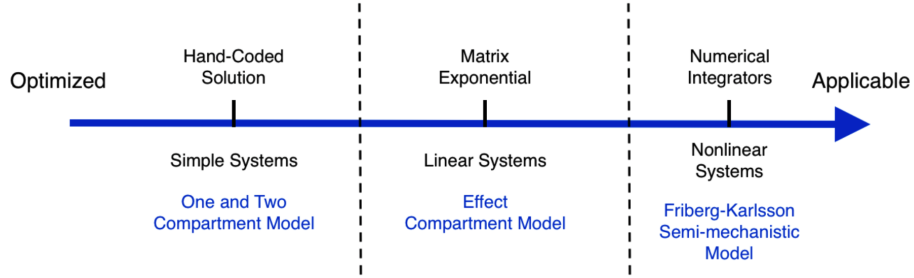 Optimized
Hand-Coded
Solution
Matrix
Exponential
Numerical
Integrators
Applicable
Simple Systems
Linear Systems
Nonlinear
Systems
One and Two
Compartment Model
Effect
Compartment Model
Friberg-Karlsson
Semi-mechanistic
Model